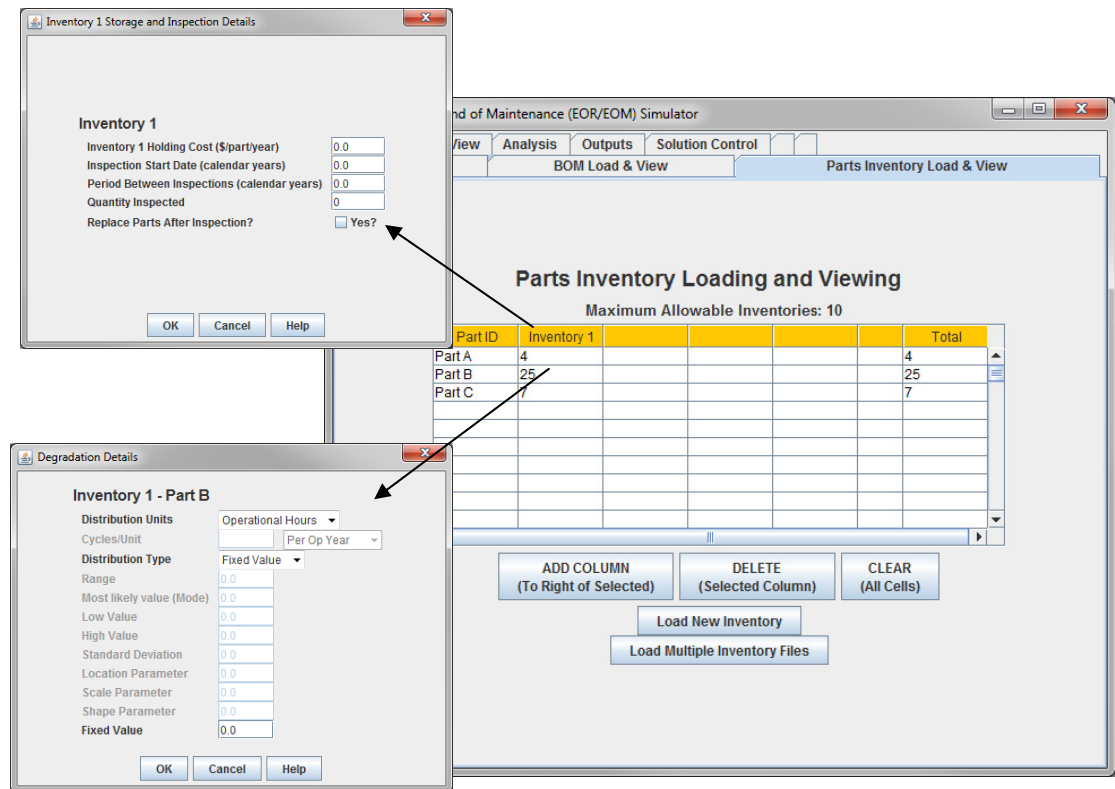 Inventory 1 Storage and Inspection Details
Inventory 1
Inventory 1 Holding Cost ($/part/year) 0.0
Inspection Start Date (calendar years) 0.0
Period Between Inspections (calendar years) 0.0
Quantity Inspected 0
Replace Parts After Inspection? Yes?
OK Cancel Help
nd of Maintenance (EOR/EOM) Simulator
View Analysis Outputs Solution Control
BOM Load & View Parts Inventory Load & View
Parts Inventory Loading and Viewing
Maximum Allowable Inventories: 10
Part ID Inventory 1 Total
Part A 4 4
Part B 25 25
Part C 7 7
ADD COLUMN
(To Right of Selected)
DELETE
(Selected Column)
CLEAR
(All Cells)
Load New Inventory
Load Multiple Inventory Files
Degradation Details
Inventory 1 - Part B
Distribution Units Operational Hours
Cycles/Unit Per Op Year
Distribution Type Fixed Value
Range 0.0
Most likely value (Mode) 0.0
Low Value 0.0
High Value 0.0
Standard Deviation 0.0
Location Parameter 0.0
Scale Parameter 0.0
Shape Parameter 0.0
Fixed Value 0.0
OK Cancel Help